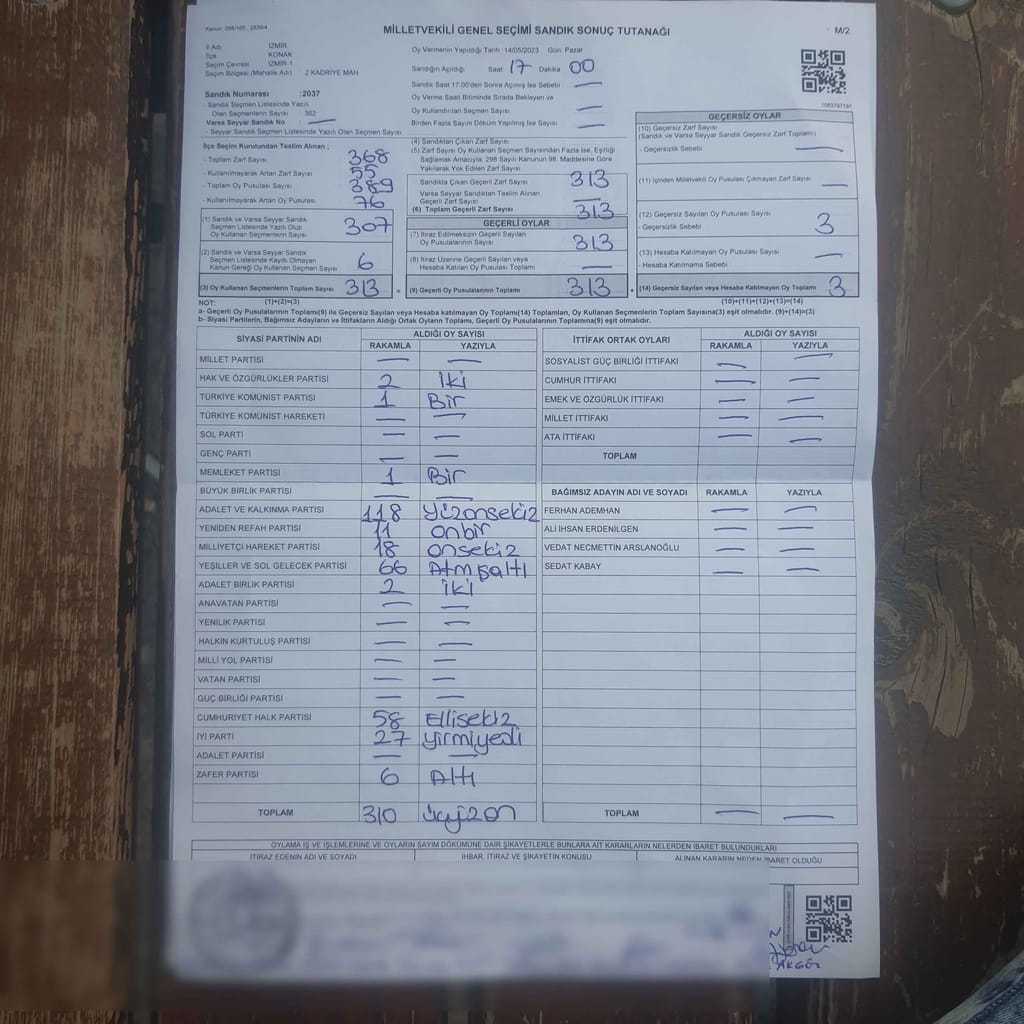 Kanun: 298/105 , 2839/4
MİLLETVEKİLİ GENEL SEÇİMİ SANDIK SONUÇ TUTANAĞI
M/2
İl Adı İZMİR
İlçe KONAK
Seçim Çevresi İZMİR-1
Seçim Bölgesi (Mahalle Adı) 2.KADRİYE MAH
Sandık Numarası :2037
- Sandık Seçmen Listesinde Yazılı
Olan Seçmenlerin Sayısı 362
Varsa Seyyar Sandık No : —
- Seyyar Sandık Seçmen Listesinde Yazılı Olan Seçmen Sayısı
Oy Vermenin Yapıldığı Tarih :14/05/2023 Gün: Pazar
Sandığın Açıldığı Saat 17 Dakika 00
Sandık Saat 17:00'den Sonra Açılmış İse Sebebi —
Oy Verme Saati Bitiminde Sırada Bekleyen ve
Oy Kullandırılan Seçmen Sayısı —
Birden Fazla Sayım Döküm Yapılmış İse Sayısı —
1063797191
İlçe Seçim Kurulundan Teslim Alınan ;
- Toplam Zarf Sayısı 368
- Kullanılmayarak Artan Zarf Sayısı 55
- Toplam Oy Pusulası Sayısı 389
- Kullanılmayarak Artan Oy Pusulası 76
(1) Sandık ve Varsa Seyyar Sandık
Seçmen Listesinde Yazılı Olup
Oy Kullanan Seçmenlerin Sayısı 307
(2) Sandık ve Varsa Seyyar Sandık
Seçmen Listesinde Kayıtlı Olmayan
Kanun Gereği Oy Kullanan Seçmen Sayısı 6
(3) Oy Kullanan Seçmenlerin Toplam Sayısı 313 =
(4) Sandıktan Çıkan Zarf Sayısı
(5) Zarf Sayısı Oy Kullanan Seçmen Sayısından Fazla İse, Eşitliği
Sağlamak Amacıyla; 298 Sayılı Kanunun 98. Maddesine Göre
Yakılarak Yok Edilen Zarf Sayısı
Sandıkta Çıkan Geçerli Zarf Sayısı 313
Varsa Seyyar Sandıktan Teslim Alınan
Geçerli Zarf Sayısı —
(6) Toplam Geçerli Zarf Sayısı 313
GEÇERLİ OYLAR
(7) İtiraz Edilmeksizin Geçerli Sayılan
Oy Pusulalarının Sayısı 313
(8) İtiraz Üzerine Geçerli Sayılan veya
Hesaba Katılan Oy Pusulası Toplamı —
(9) Geçerli Oy Pusulalarının Toplamı 313 +
GEÇERSİZ OYLAR
(10) Geçersiz Zarf Sayısı
(Sandık ve Varsa Seyyar Sandık Geçersiz Zarf Toplamı)
- Geçersizlik Sebebi —
(11) İçinden Milletvekili Oy Pusulası Çıkmayan Zarf Sayısı —
(12) Geçersiz Sayılan Oy Pusulası Sayısı
- Geçersizlik Sebebi 3
(13) Hesaba Katılmayan Oy Pusulası Sayısı —
- Hesaba Katılmama Sebebi
(14) Geçersiz Sayılan veya Hesaba Katılmayan Oy Toplamı 3
NOT: (1)+(2)=(3) (10)+(11)+(12)+(13)=(14)
a- Geçerli Oy Pusulalarının Toplamı(9) ile Geçersiz Sayılan veya Hesaba katılmayan Oy Toplamı(14) Toplamları, Oy Kullanan Seçmenlerin Toplam Sayısına(3) eşit olmalıdır. (9)+(14)=(3)
b- Siyasi Partilerin, Bağımsız Adayların ve İttifakların Aldığı Ortak Oyların Toplamı, Geçerli Oy Pusulalarının Toplamına(9) eşit olmalıdır.
SİYASİ PARTİNİN ADI ALDIĞI OY SAYISI
RAKAMLA YAZIYLA
MİLLET PARTİSİ — —
HAK VE ÖZGÜRLÜKLER PARTİSİ 2 İki
TÜRKİYE KOMÜNİST PARTİSİ 1 Bir
TÜRKİYE KOMÜNİST HAREKETİ — —
SOL PARTİ — —
GENÇ PARTİ — —
MEMLEKET PARTİSİ 1 Bir
BÜYÜK BİRLİK PARTİSİ — —
ADALET VE KALKINMA PARTİSİ 118 yüzonsekiz
YENİDEN REFAH PARTİSİ 11 onbir
MİLLİYETÇİ HAREKET PARTİSİ 18 onsekiz
YEŞİLLER VE SOL GELECEK PARTİSİ 66 Atmışaltı
ADALET BİRLİK PARTİSİ 2 iki
ANAVATAN PARTİSİ — —
YENİLİK PARTİSİ — —
HALKIN KURTULUŞ PARTİSİ — —
MİLLİ YOL PARTİSİ — —
VATAN PARTİSİ — —
GÜÇ BİRLİĞİ PARTİSİ — —
CUMHURİYET HALK PARTİSİ 58 Ellisekiz
İYİ PARTİ 27 yirmiyedi
ADALET PARTİSİ — —
ZAFER PARTİSİ 6 Altı
TOPLAM 310 üçyüzon
İTTİFAK ORTAK OYLARI ALDIĞI OY SAYISI
RAKAMLA YAZIYLA
SOSYALİST GÜÇ BİRLİĞİ İTTİFAKI — —
CUMHUR İTTİFAKI — —
EMEK VE ÖZGÜRLÜK İTTİFAKI — —
MİLLET İTTİFAKI — —
ATA İTTİFAKI — —
TOPLAM
BAĞIMSIZ ADAYIN ADI VE SOYADI RAKAMLA YAZIYLA
FERHAN ADEMHAN — —
ALİ İHSAN ERDENİLGEN — —
VEDAT NECMETTİN ARSLANOĞLU — —
SEDAT KABAY — —
TOPLAM — —
OYLAMA İŞ VE İŞLEMLERİNE VE OYLARIN SAYIM DÖKÜMÜNE DAİR ŞİKAYETLERLE BUNLARA AİT KARARLARIN NELERDEN İBARET BULUNDUKLARI
İTİRAZ EDENİN ADI VE SOYADI İHBAR, İTİRAZ VE ŞİKAYETİN KONUSU ALINAN KARARIN NEDEN İBARET OLDUĞU
AKGÖZ